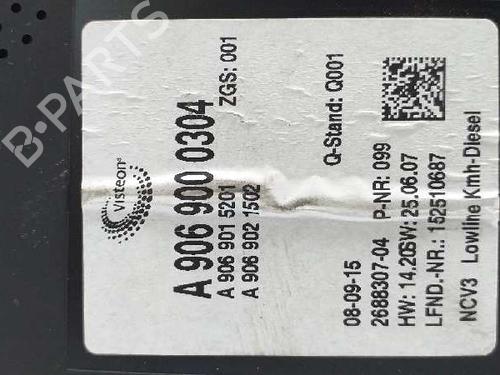 B-PARTS
Visteon®
A 906 900 0304
ZGS: 001
A 906 901 5201
A 906 902 1502
Q-Stand: Q001
08-09-15
2688307-04 P-NR: 099
HW: 14.20SW: 25.06.07
LFND.-NR.: 152510687
NCV3 Lowline Kmh-Diesel